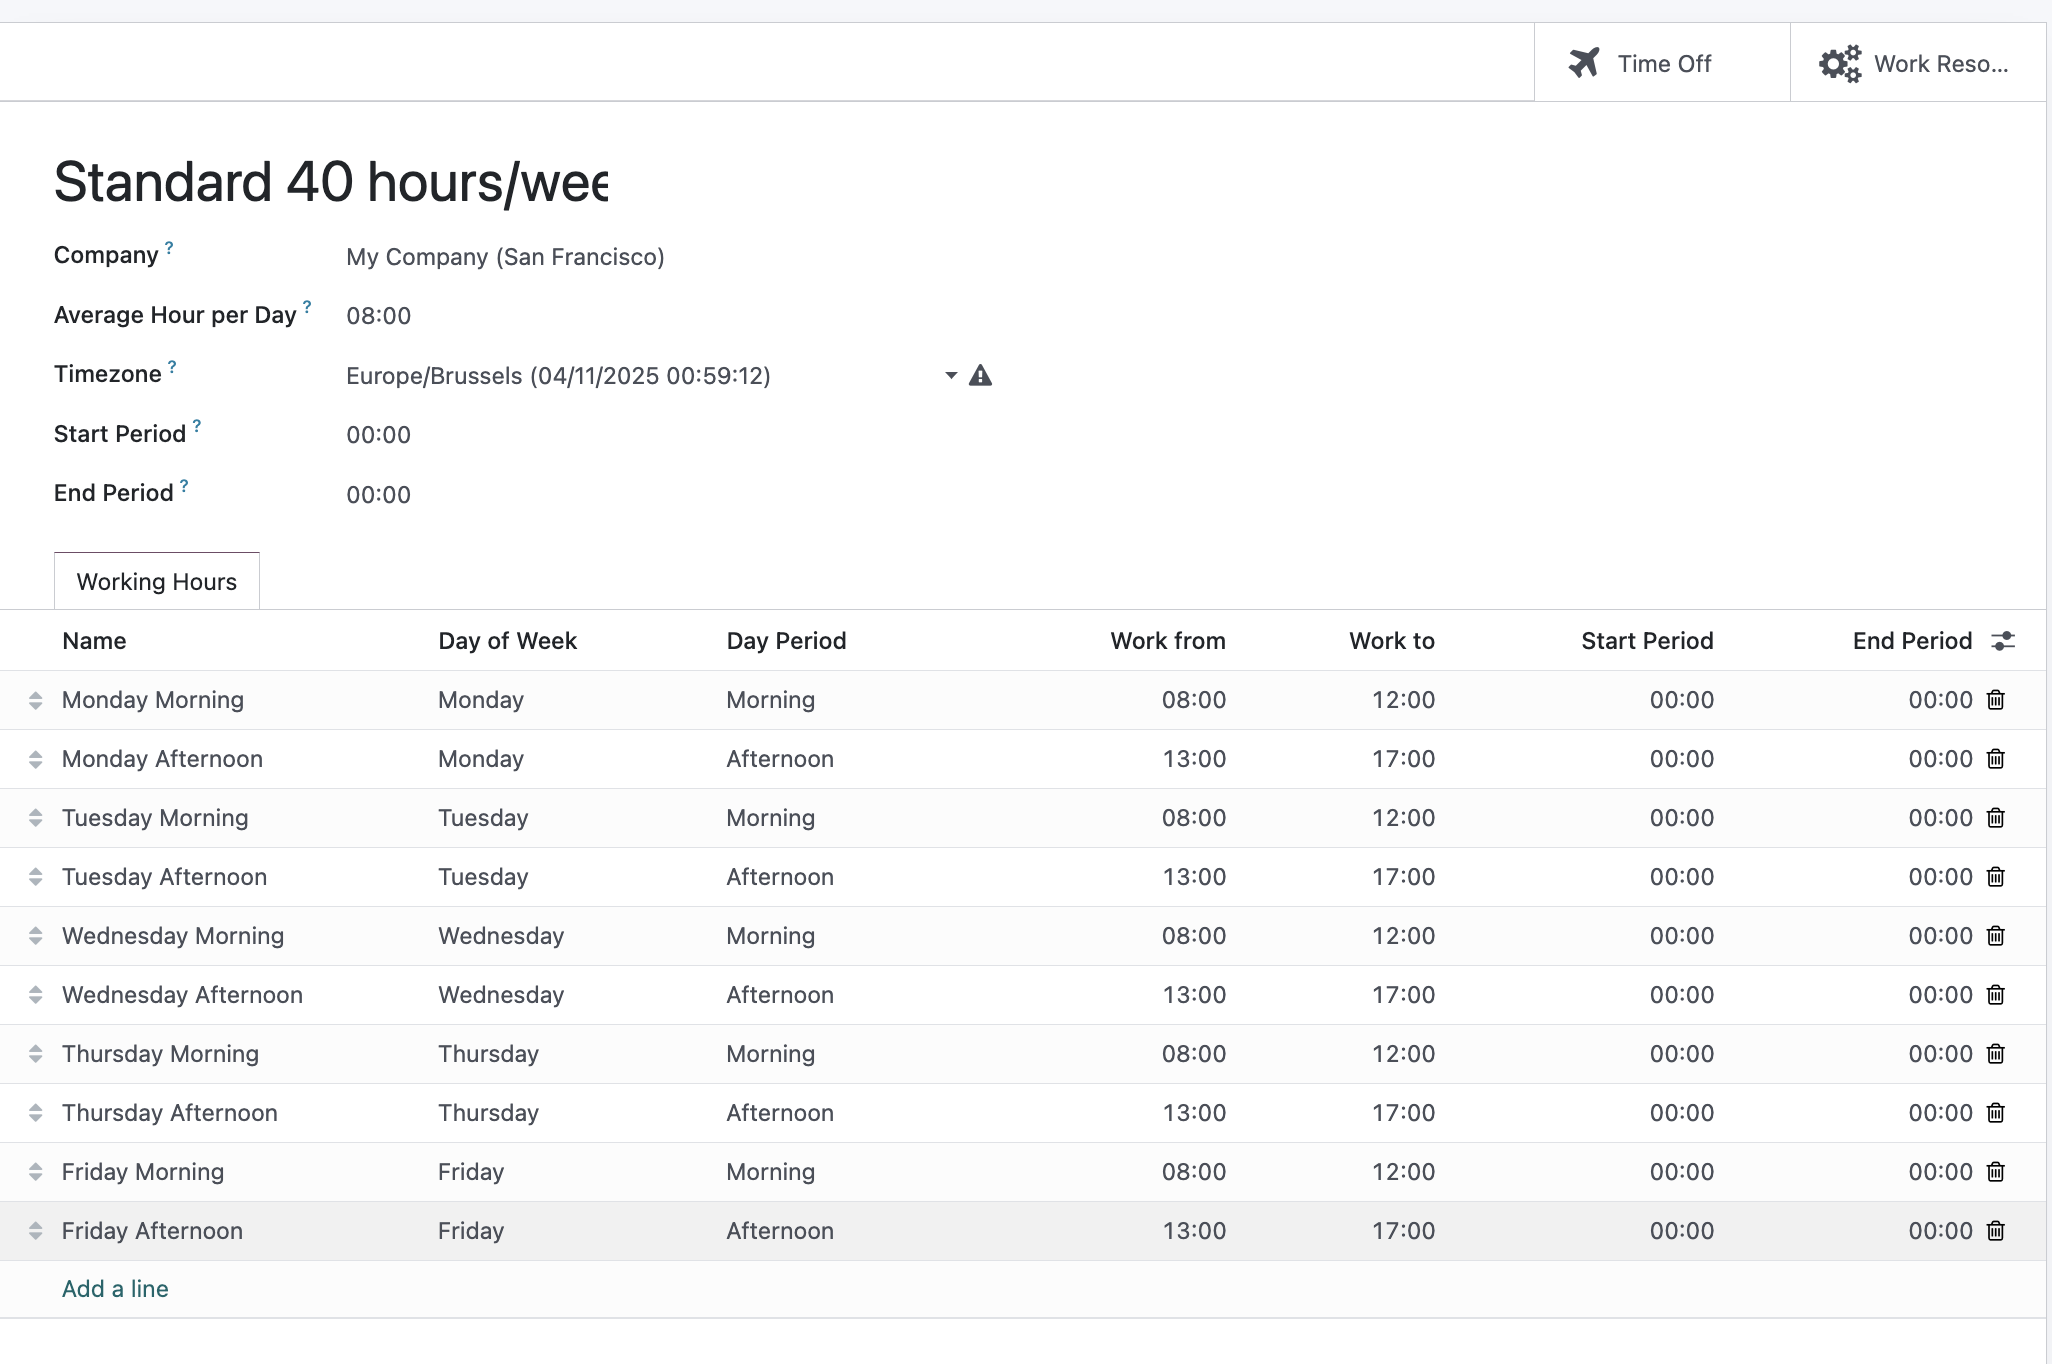 Time Off
Work Reso...
Standard 40 hours/wee
Company ? My Company (San Francisco)
Average Hour per Day ? 08:00
Timezone ? Europe/Brussels (04/11/2025 00:59:12)
Start Period ? 00:00
End Period ? 00:00
Working Hours
Name Day of Week Day Period Work from Work to Start Period End Period
Monday Morning Monday Morning 08:00 12:00 00:00 00:00
Monday Afternoon Monday Afternoon 13:00 17:00 00:00 00:00
Tuesday Morning Tuesday Morning 08:00 12:00 00:00 00:00
Tuesday Afternoon Tuesday Afternoon 13:00 17:00 00:00 00:00
Wednesday Morning Wednesday Morning 08:00 12:00 00:00 00:00
Wednesday Afternoon Wednesday Afternoon 13:00 17:00 00:00 00:00
Thursday Morning Thursday Morning 08:00 12:00 00:00 00:00
Thursday Afternoon Thursday Afternoon 13:00 17:00 00:00 00:00
Friday Morning Friday Morning 08:00 12:00 00:00 00:00
Friday Afternoon Friday Afternoon 13:00 17:00 00:00 00:00
Add a line